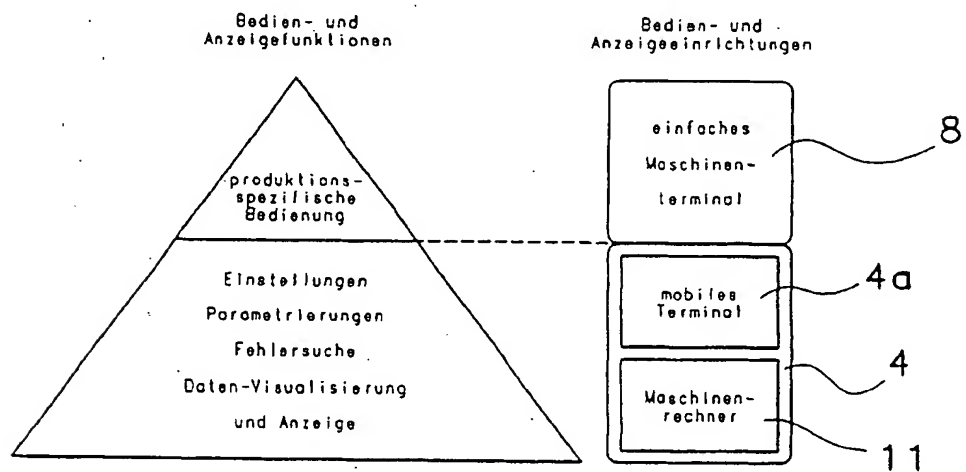 Bedien- und
Anzeigefunktionen
produktions-
spezifische
Bedienung
Einstellungen
Parametrierungen
Fehlersuche
Daten-Visualisierung
und Anzeige
Bedien- und
Anzeigeeinrichtungen
einfaches
Maschinen-
terminal
8
mobiles
Terminal
4a
4
Maschinen-
rechner
11